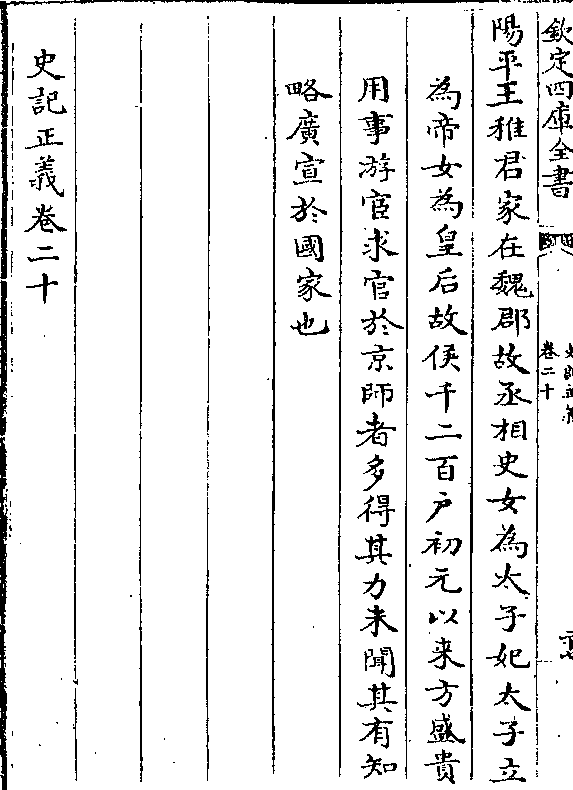 欽定四庫全書
史記正義
卷二十
二十七
陽平王稚君家在魏郡故丞相史女為太子妃太子立
為帝女為皇后故侯千二百戶初元以来方盛貴
用事游宦求官於京師者多得其力未聞其有知
略廣宣於國家也
史記正義卷二十